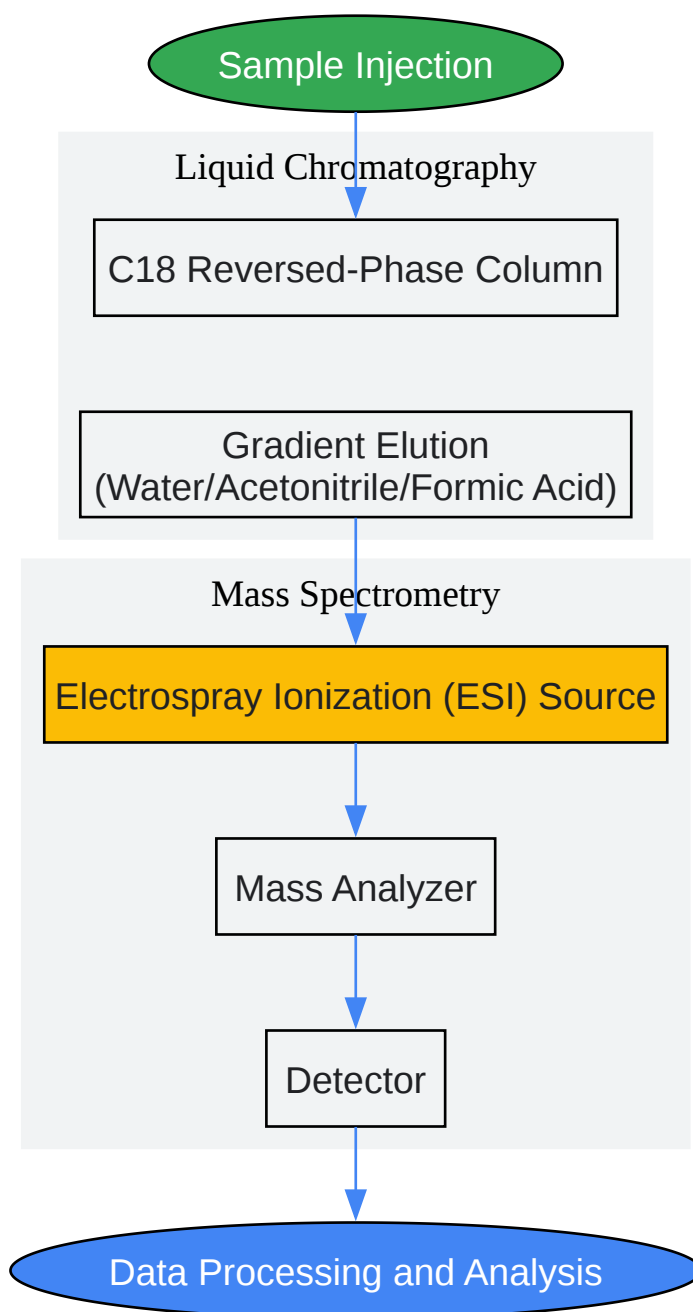 Sample Injection
Liquid Chromatography
C18 Reversed-Phase Column
Gradient Elution
(Water/Acetonitrile/Formic Acid)
Mass Spectrometry
Electrospray Ionization (ESI) Source
Mass Analyzer
Detector
Data Processing and Analysis